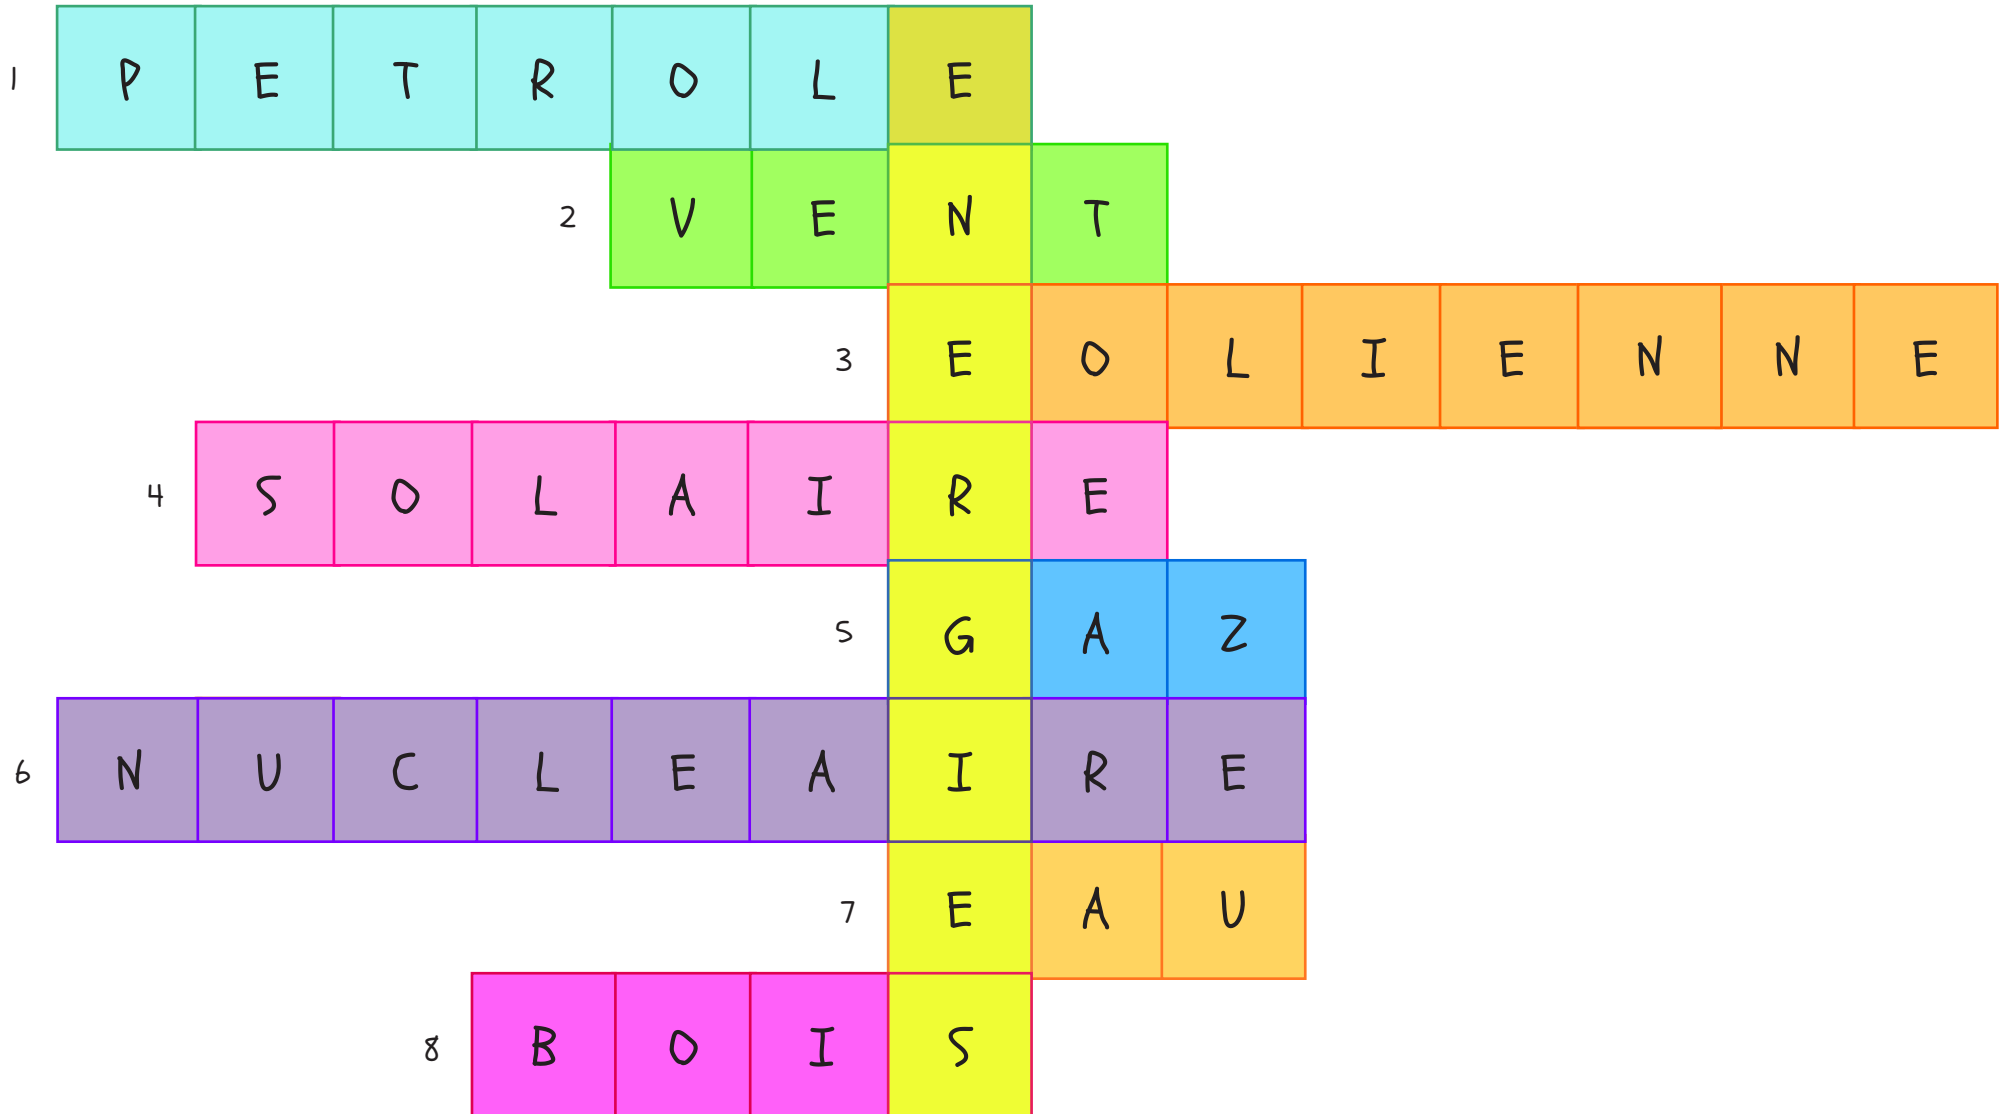 1 PETROLE
2 VENT
3 EOLIENNE
4 SOLAIRE
5 GAZ
6 NUCLEAIRE
7 EAU
8 BOIS